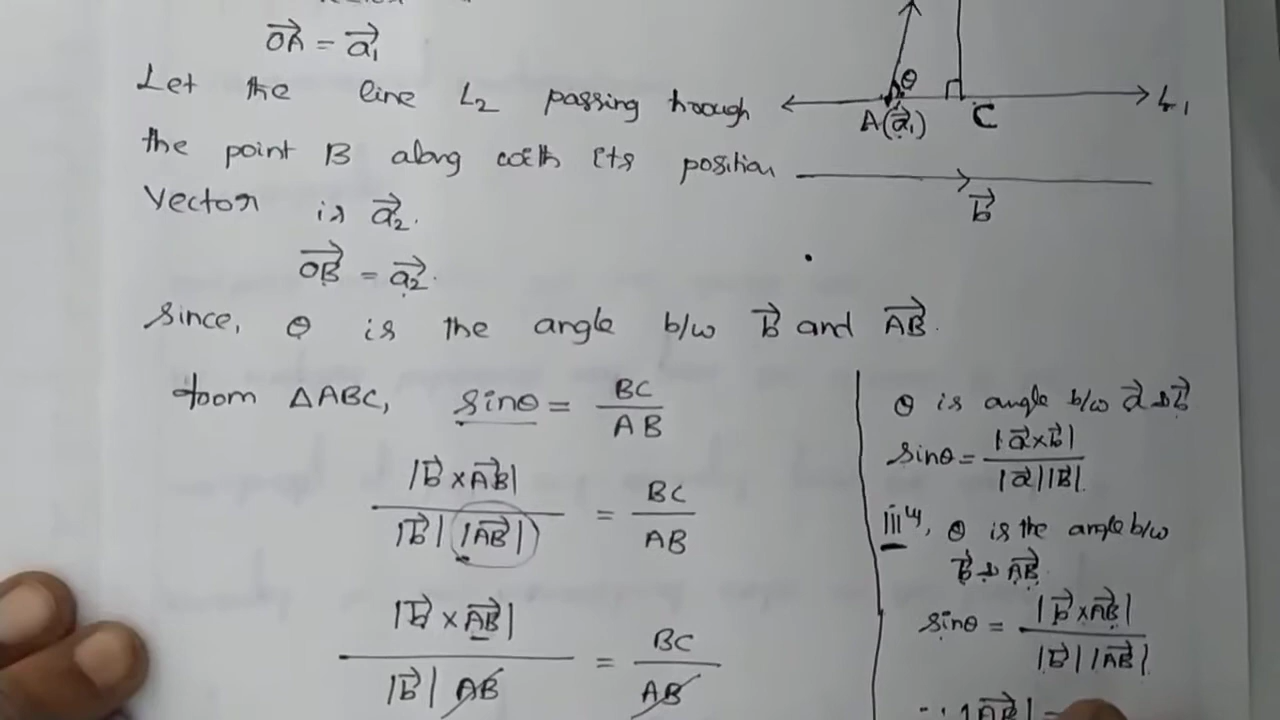 OA = a₁
Let the line L₂ passing through
the point B along with its position
vector is a₂.
OB = a₂.
Since, θ is the angle b/w b and AB.
from ΔABC, sinθ = BC / AB
|b × AB| / |b| |AB| = BC / AB
|b × AB| / |b| AB = BC / AB
θ
A(a₁)
C
L₁
b
θ is angle b/w a & b
sinθ = |a × b| / |a| |b|.
|||ly, θ is the angle b/w
b & AB.
sinθ = |b × AB| / |b| |AB|.
∵ |AB| =